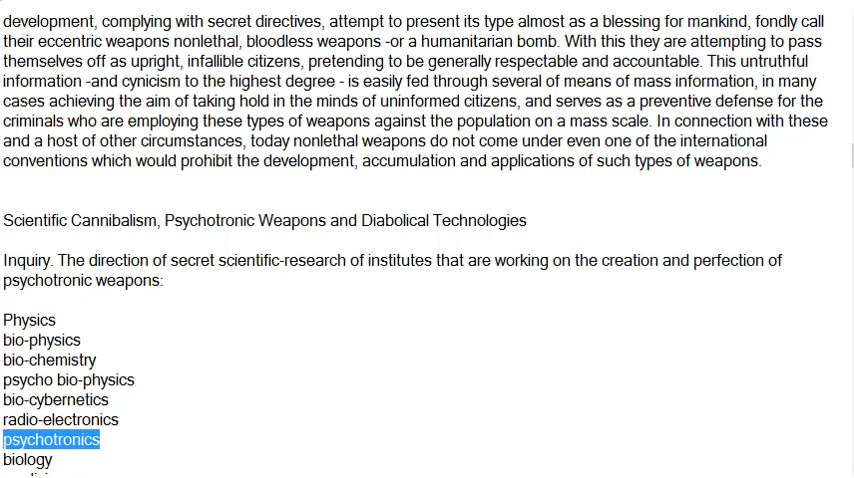 development, complying with secret directives, attempt to present its type almost as a blessing for mankind, fondly call
their eccentric weapons nonlethal, bloodless weapons -or a humanitarian bomb. With this they are attempting to pass
themselves off as upright, infallible citizens, pretending to be generally respectable and accountable. This untruthful
information -and cynicism to the highest degree - is easily fed through several of means of mass information, in many
cases achieving the aim of taking hold in the minds of uninformed citizens, and serves as a preventive defense for the
criminals who are employing these types of weapons against the population on a mass scale. In connection with these
and a host of other circumstances, today nonlethal weapons do not come under even one of the international
conventions which would prohibit the development, accumulation and applications of such types of weapons.
Scientific Cannibalism, Psychotronic Weapons and Diabolical Technologies
Inquiry. The direction of secret scientific-research of institutes that are working on the creation and perfection of
psychotronic weapons:
Physics
bio-physics
bio-chemistry
psycho bio-physics
bio-cybernetics
radio-electronics
psychotronics
biology